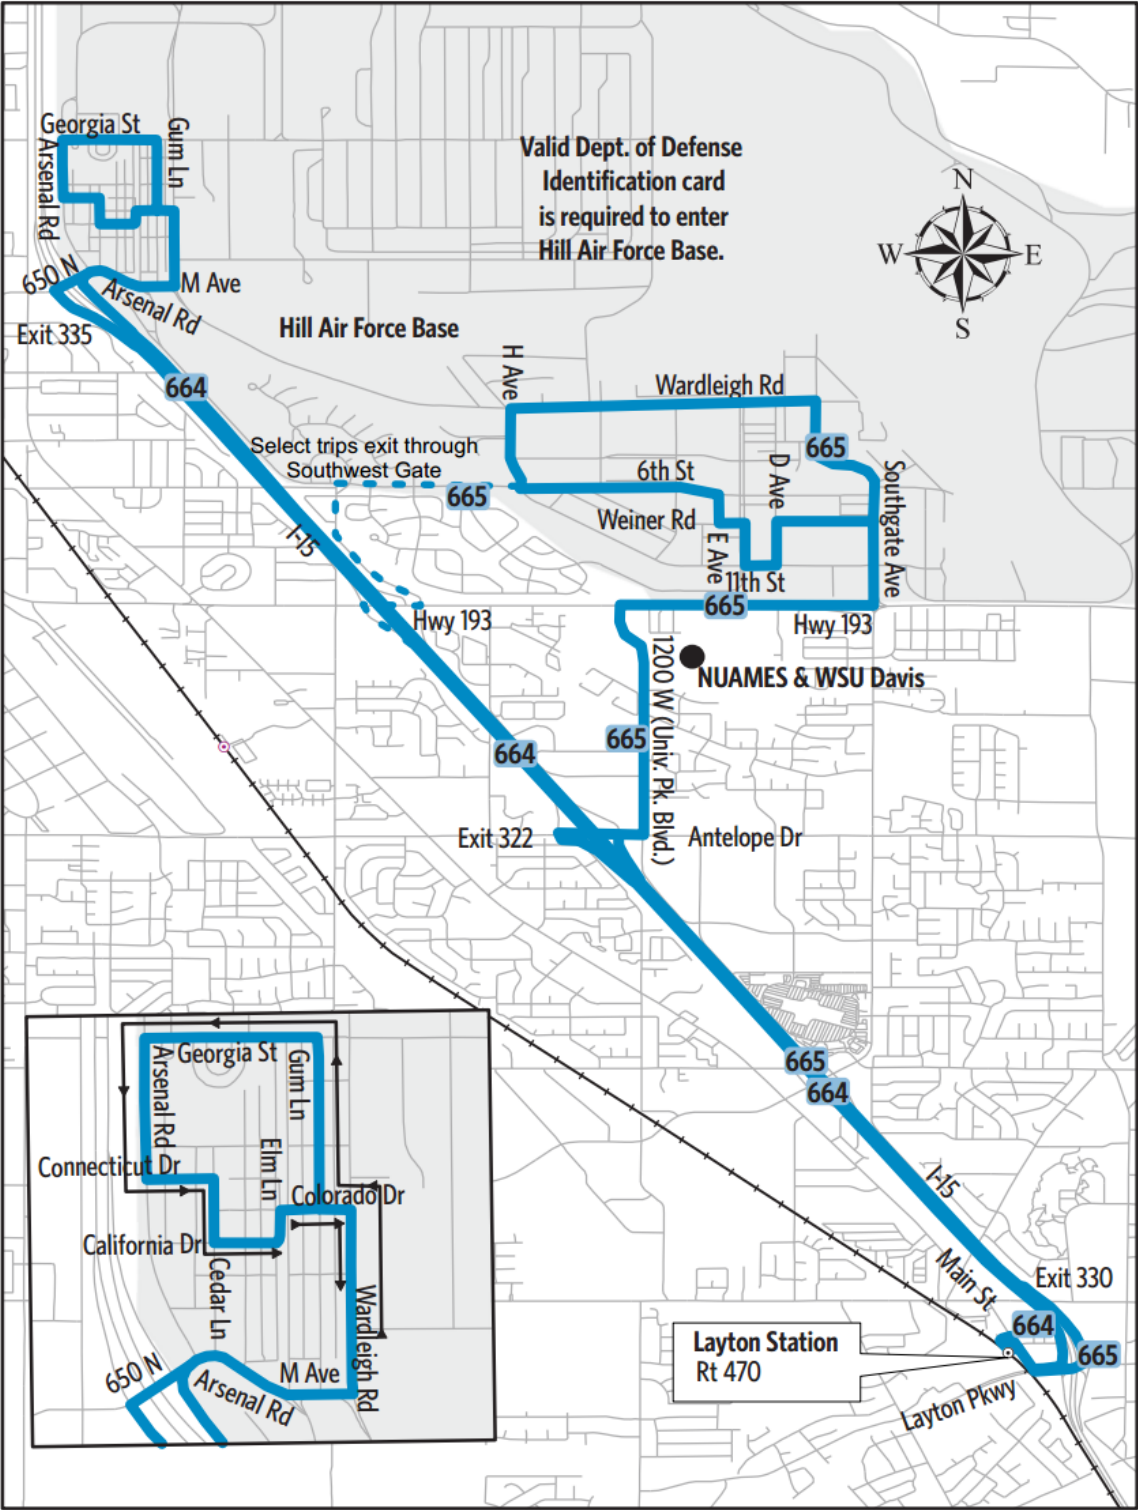 Georgia St
Gum Ln
Arsenal Rd
Valid Dept. of Defense
Identification card
is required to enter
Hill Air Force Base.
N
W
E
S
650 N
M Ave
Arsenal Rd
Exit 335
Hill Air Force Base
664
H Ave
Wardleigh Rd
665
Select trips exit through
Southwest Gate
665
6th St
D Ave
Southgate Ave
Weiner Rd
E Ave
I-15
11th St
665
Hwy 193
Hwy 193
1200 W (Univ. Pk. Blvd.)
NUAMES & WSU Davis
665
664
Exit 322
Antelope Dr
665
664
I-15
Main St
Exit 330
664
665
Layton Station
Rt 470
Layton Pkwy
Georgia St
Gum Ln
Arsenal Rd
Elm Ln
Connecticut Dr
Colorado Dr
California Dr
Cedar Ln
Wardleigh Rd
650 N
M Ave
Arsenal Rd